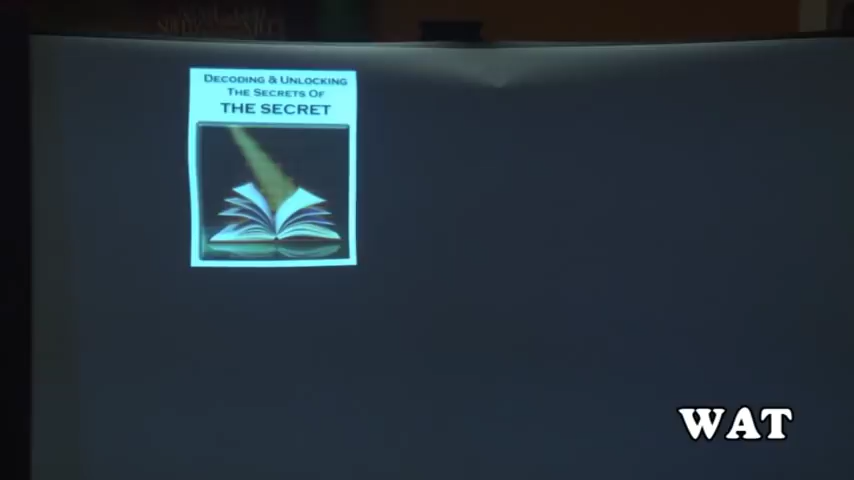 DECODING & UNLOCKING
THE SECRETS OF
THE SECRET
WAT